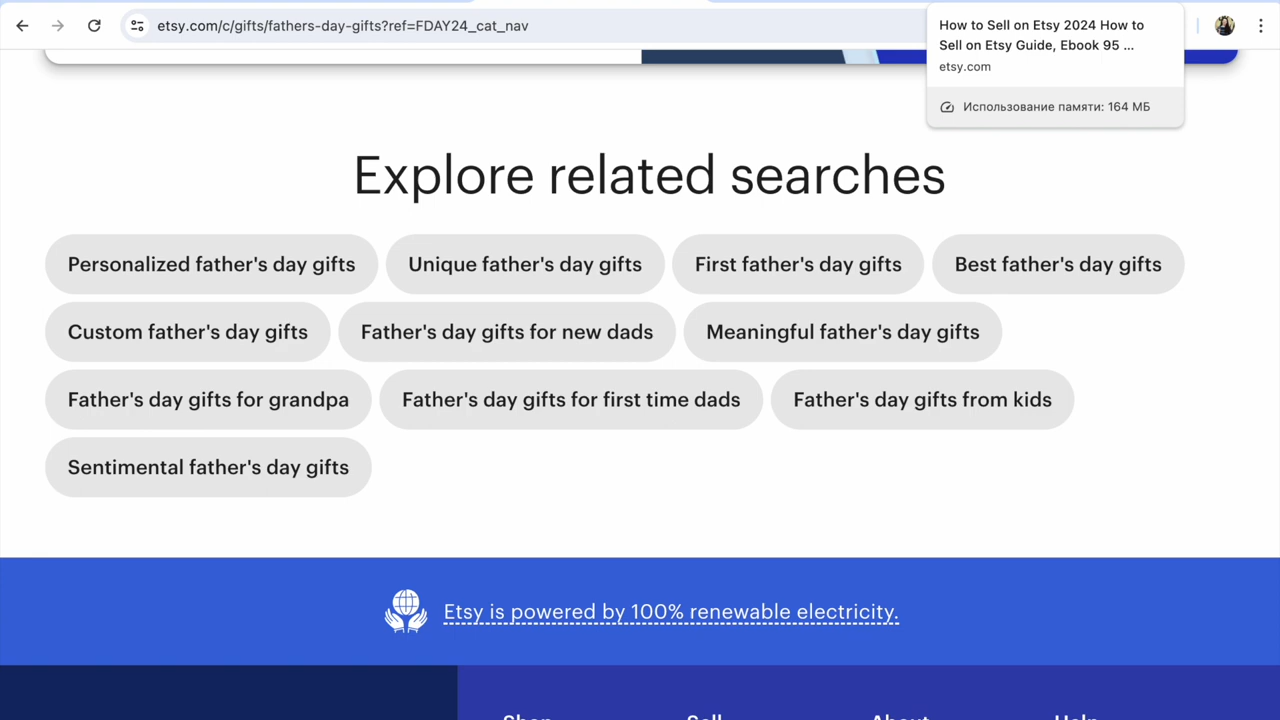 etsy.com/c/gifts/fathers-day-gifts?ref=FDAY24_cat_nav
How to Sell on Etsy 2024 How to
Sell on Etsy Guide, Ebook 95 ...
etsy.com
Использование памяти: 164 МБ
Explore related searches
Personalized father's day gifts
Unique father's day gifts
First father's day gifts
Best father's day gifts
Custom father's day gifts
Father's day gifts for new dads
Meaningful father's day gifts
Father's day gifts for grandpa
Father's day gifts for first time dads
Father's day gifts from kids
Sentimental father's day gifts
Etsy is powered by 100% renewable electricity.
Shop
Sell
About
Help